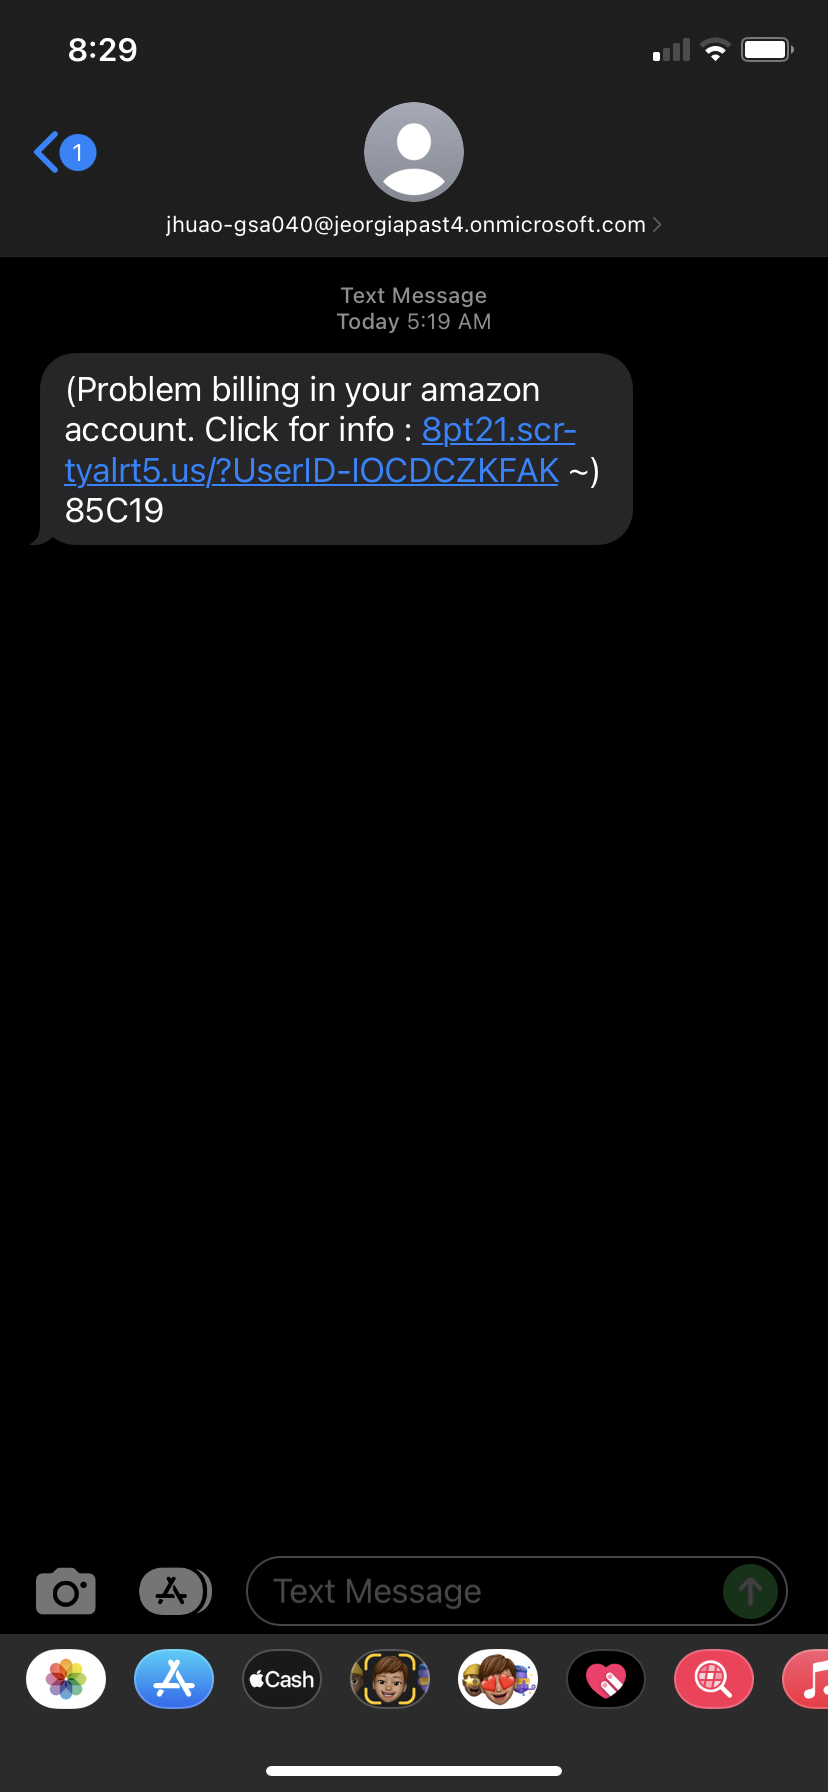 8:29
1
jhuao-gsa040@jeorgiapast4.onmicrosoft.com
Text Message
Today 5:19 AM
(Problem billing in your amazon
account. Click for info : 8pt21.scr-
tyalrt5.us/?UserID-IOCDCZKFAK ~)
85C19
Text Message
Cash